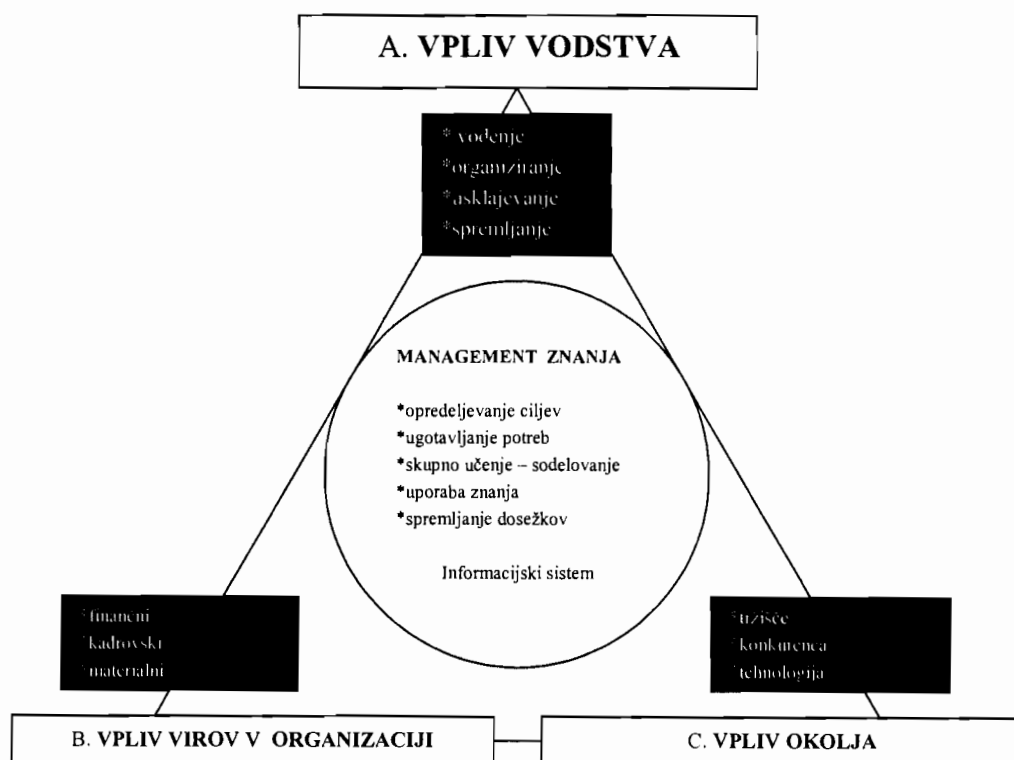 A. VPLIV VODSTVA
* vodenje
*organiziranje
*asklajevanje
*spremljanje
MANAGEMENT ZNANJA
*opredeljevanje ciljev
*ugotavljanje potreb
*skupno učenje – sodelovanje
*uporaba znanja
*spremljanje dosežkov
Informacijski sistem
*finančni
*kadrovski
*materialni
*tržišče
*konkurenca
*tehnologija
B. VPLIV VIROV V ORGANIZACIJI
C. VPLIV OKOLJA